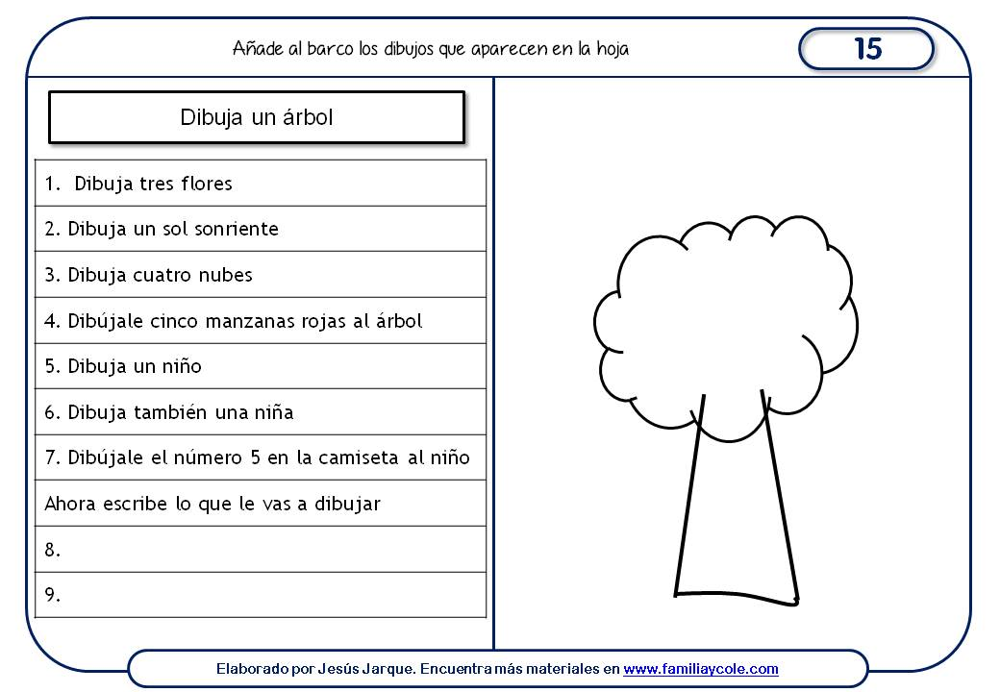 Añade al barco los dibujos que aparecen en la hoja
15
Dibuja un árbol
1. Dibuja tres flores
2. Dibuja un sol sonriente
3. Dibuja cuatro nubes
4. Dibújale cinco manzanas rojas al árbol
5. Dibuja un niño
6. Dibuja también una niña
7. Dibújale el número 5 en la camiseta al niño
Ahora escribe lo que le vas a dibujar
8.
9.
Elaborado por Jesús Jarque. Encuentra más materiales en www.familiaycole.com